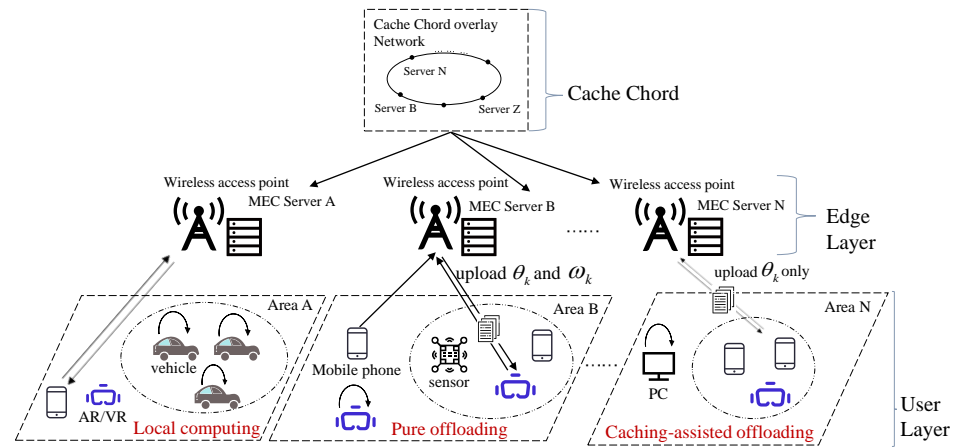 Cache Chord overlay
Network
... ... ...
Server N
Server B
Server Z
Cache Chord
Wireless access point
MEC Server A
Wireless access point
MEC Server B
......
Wireless access point
MEC Server N
Edge
Layer
upload θk and ωk
upload θk only
Area A
vehicle
AR/VR
Local computing
Area B
Mobile phone
sensor
Pure offloading
......
Area N
PC
Caching-assisted offloading
User
Layer